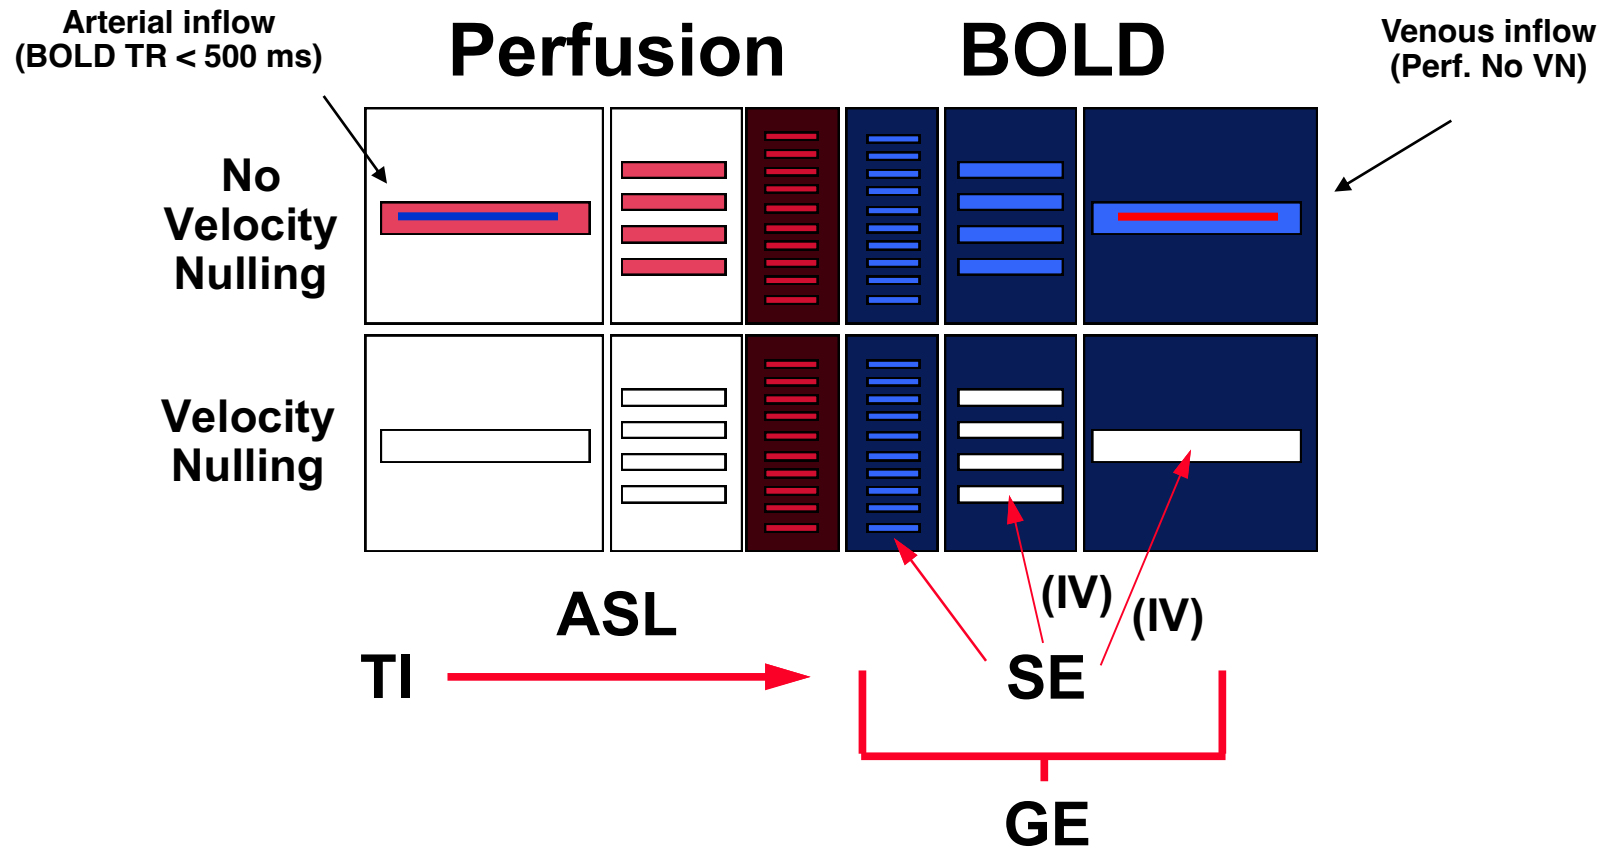 Arterial inflow
(BOLD TR < 500 ms)
Perfusion
BOLD
Venous inflow
(Perf. No VN)
No
Velocity
Nulling
Velocity
Nulling
ASL
(IV)
(IV)
TI
SE
GE